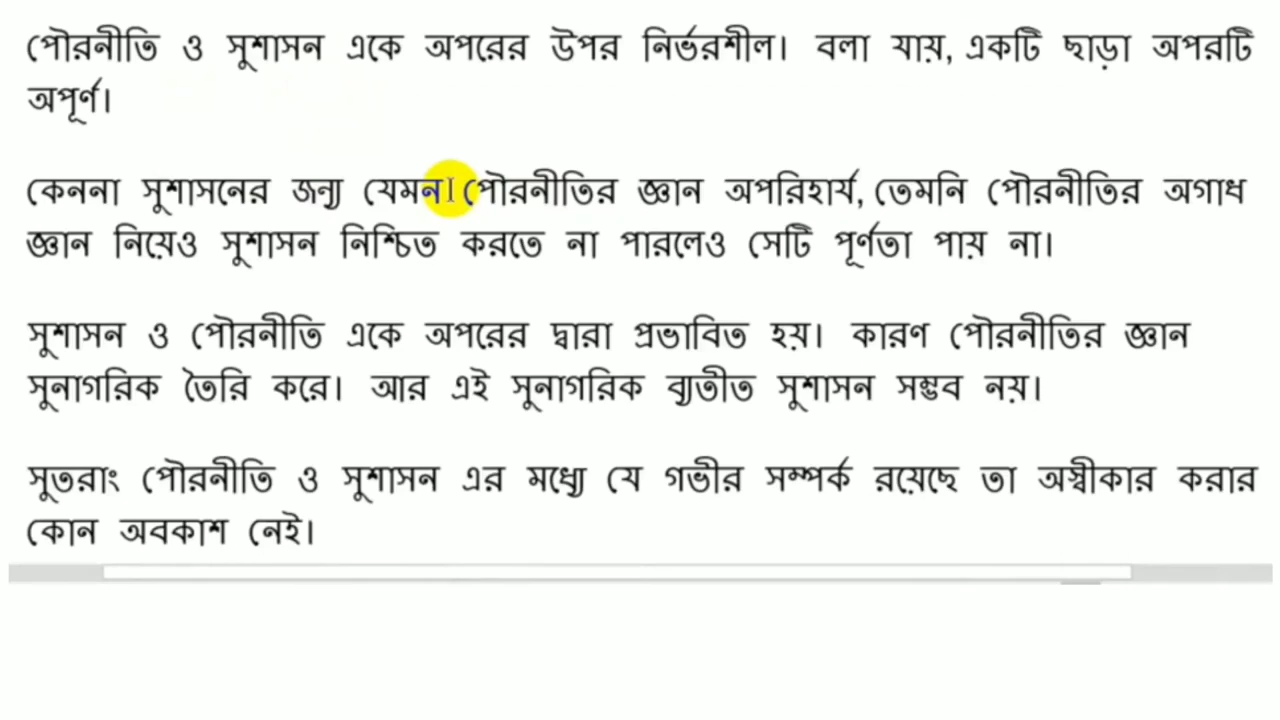 পৌরনীতি ও সুশাসন একে অপরের উপর নির্ভরশীল। বলা যায়, একটি ছাড়া অপরটি
অপূর্ণ।
কেননা সুশাসনের জন্য যেমন পৌরনীতির জ্ঞান অপরিহার্য, তেমনি পৌরনীতির অগাধ
জ্ঞান নিয়েও সুশাসন নিশ্চিত করতে না পারলেও সেটি পূর্ণতা পায় না।
সুশাসন ও পৌরনীতি একে অপরের দ্বারা প্রভাবিত হয়। কারণ পৌরনীতির জ্ঞান
সুনাগরিক তৈরি করে। আর এই সুনাগরিক ব্যতীত সুশাসন সম্ভব নয়।
সুতরাং পৌরনীতি ও সুশাসন এর মধ্যে যে গভীর সম্পর্ক রয়েছে তা অস্বীকার করার
কোন অবকাশ নেই।